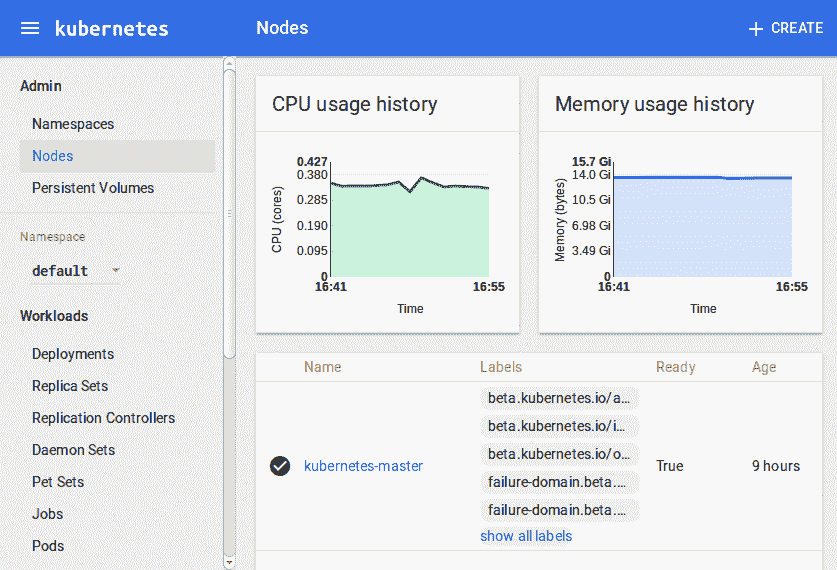 kubernetes
Nodes
+ CREATE
Admin
Namespaces
Nodes
Persistent Volumes
Namespace
default
Workloads
Deployments
Replica Sets
Replication Controllers
Daemon Sets
Pet Sets
Jobs
Pods
CPU usage history
CPU (cores)
0.427
0.380
0.285
0.190
0.095
0
16:41 16:55
Time
Memory usage history
Memory (bytes)
15.7 Gi
14.0 Gi
10.5 Gi
6.98 Gi
3.49 Gi
0
16:41 16:55
Time
Name Labels Ready Age
beta.kubernetes.io/a...
beta.kubernetes.io/i...
beta.kubernetes.io/o...
kubernetes-master True 9 hours
failure-domain.beta....
failure-domain.beta....
show all labels